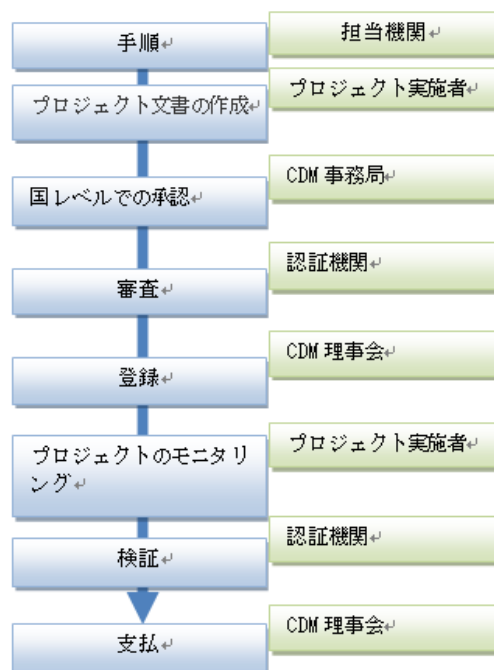 手順↵
担当機関↵
プロジェクト文書の作成↵
プロジェクト実施者↵
国レベルでの承認↵
CDM 事務局↵
審査↵
認証機関↵
登録↵
CDM 理事会↵
プロジェクトのモニタリ
ング↵
プロジェクト実施者↵
検証↵
認証機関↵
支払↵
CDM 理事会↵